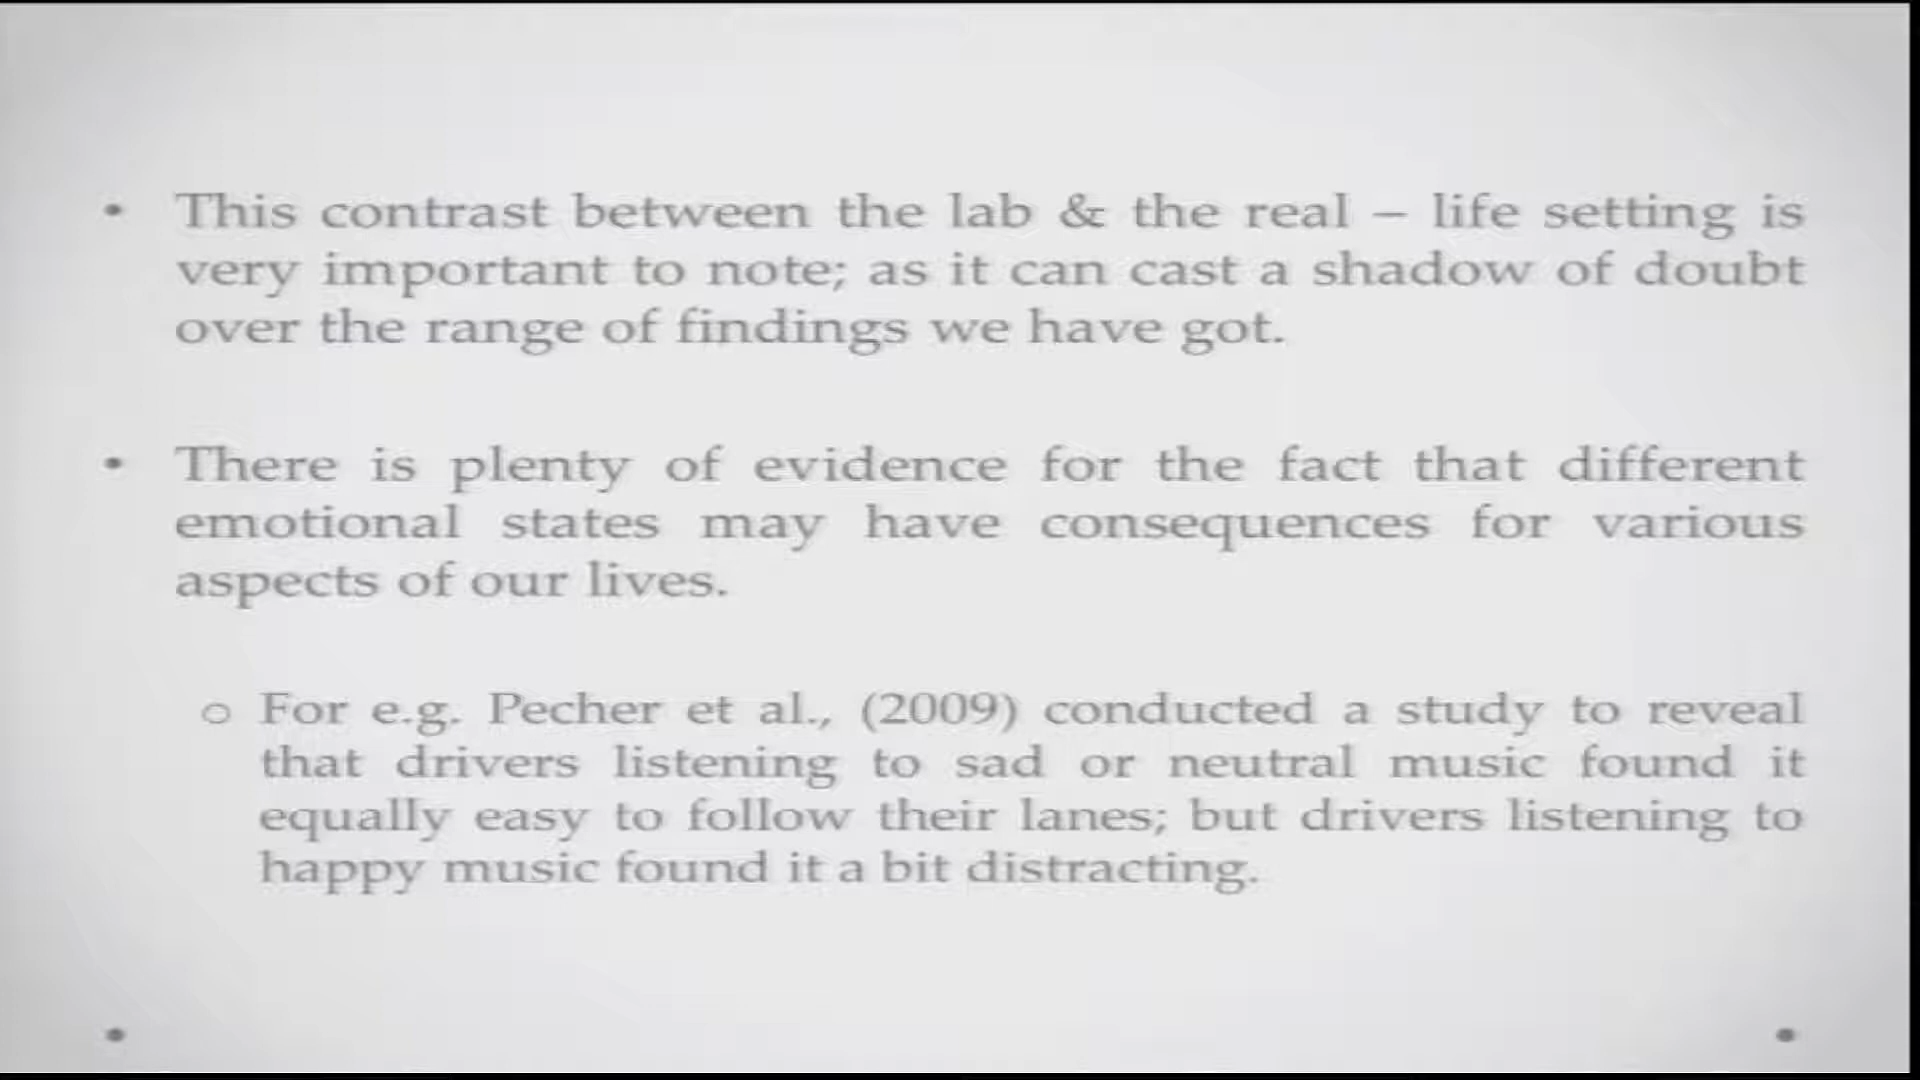 • This contrast between the lab & the real – life setting is
very important to note; as it can cast a shadow of doubt
over the range of findings we have got.
• There is plenty of evidence for the fact that different
emotional states may have consequences for various
aspects of our lives.
o For e.g. Pecher et al., (2009) conducted a study to reveal
that drivers listening to sad or neutral music found it
equally easy to follow their lanes; but drivers listening to
happy music found it a bit distracting.